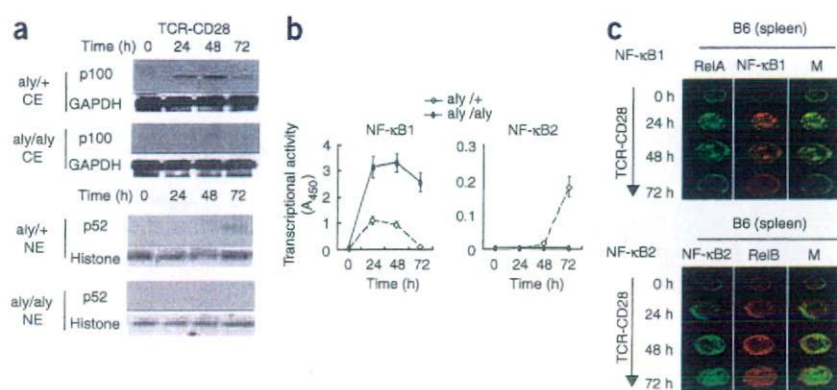 a
TCR-CD28
Time (h) 0 24 48 72
aly/+ CE
p100
GAPDH
aly/aly CE
p100
GAPDH
Time (h) 0 24 48 72
aly/+ NE
p52
Histone
aly/aly NE
p52
Histone
b
aly /+
aly /aly
NF-κB1
NF-κB2
Transcriptional activity
(A450)
4
3
2
1
0
0.3
0.2
0.1
0
0 24 48 72
0 24 48 72
Time (h)
Time (h)
c
B6 (spleen)
NF-κB1
RelA NF-κB1 M
TCR-CD28
0 h
24 h
48 h
72 h
B6 (spleen)
NF-κB2
NF-κB2 RelB M
TCR-CD28
0 h
24 h
48 h
72 h